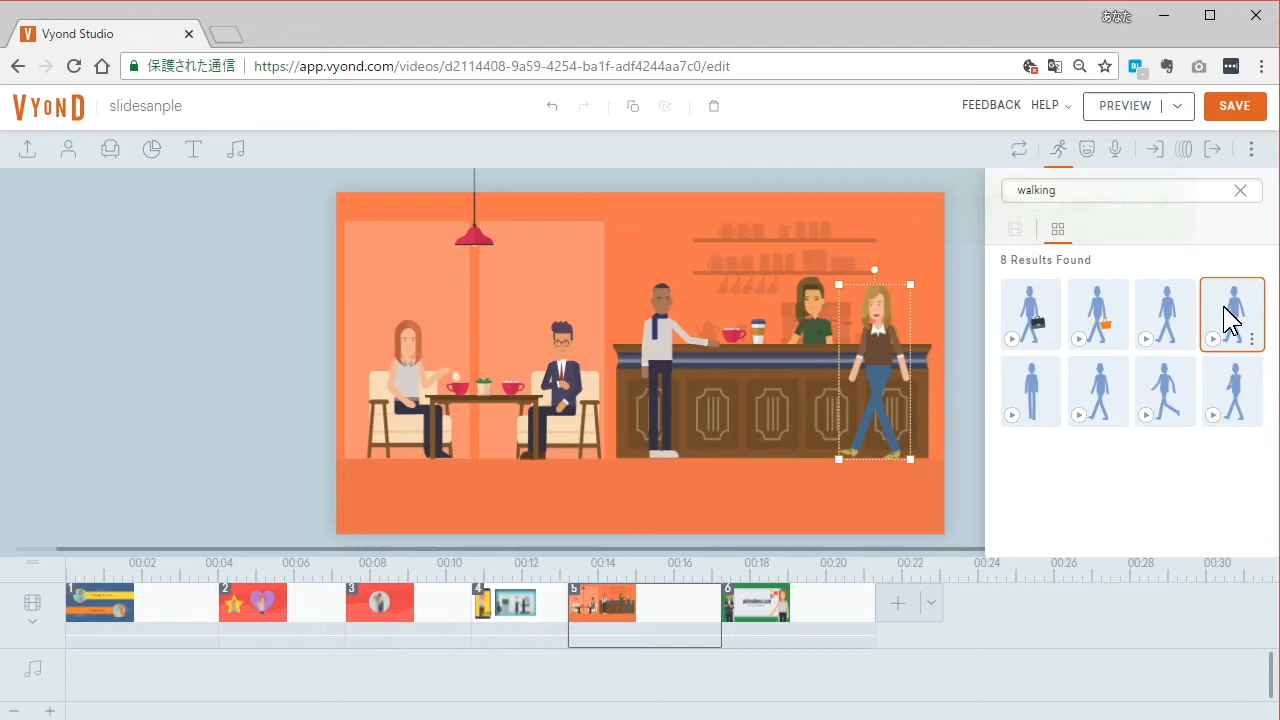 Vyond Studio
あなた
保護された通信
https://app.vyond.com/videos/d2114408-9a59-4254-ba1f-adf4244aa7c0/edit
VYOND
slidesanple
FEEDBACK
HELP
PREVIEW
SAVE
walking
8 Results Found
00:02
00:04
00:06
00:08
00:10
00:12
00:14
00:16
00:18
00:20
00:22
00:24
00:26
00:28
00:30
1
2
3
4
5
6